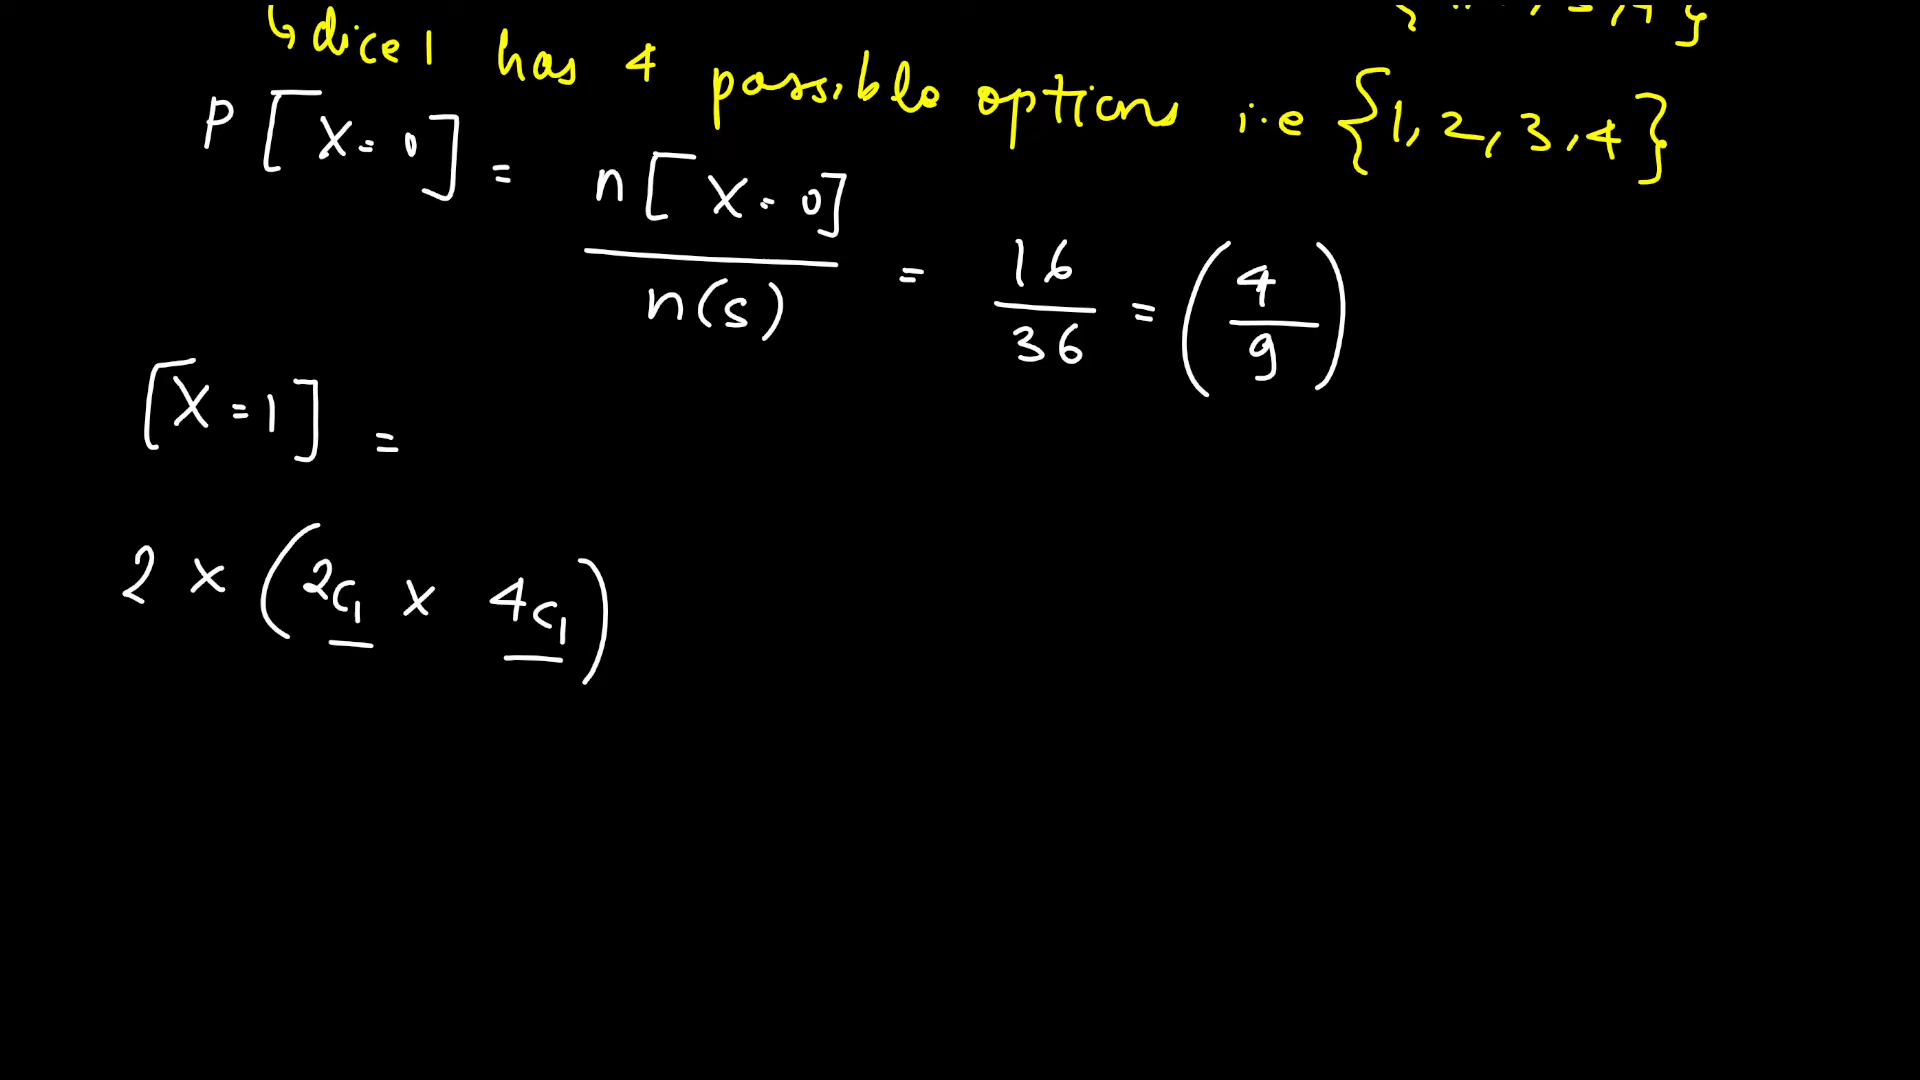 ↳ dice 1 has 4 possible options i.e {1, 2, 3, 4}
P[X=0] = n[X=0] / n(s) = 16/36 = (4/9)
[X=1] =
2 × (2C₁ × 4C₁)